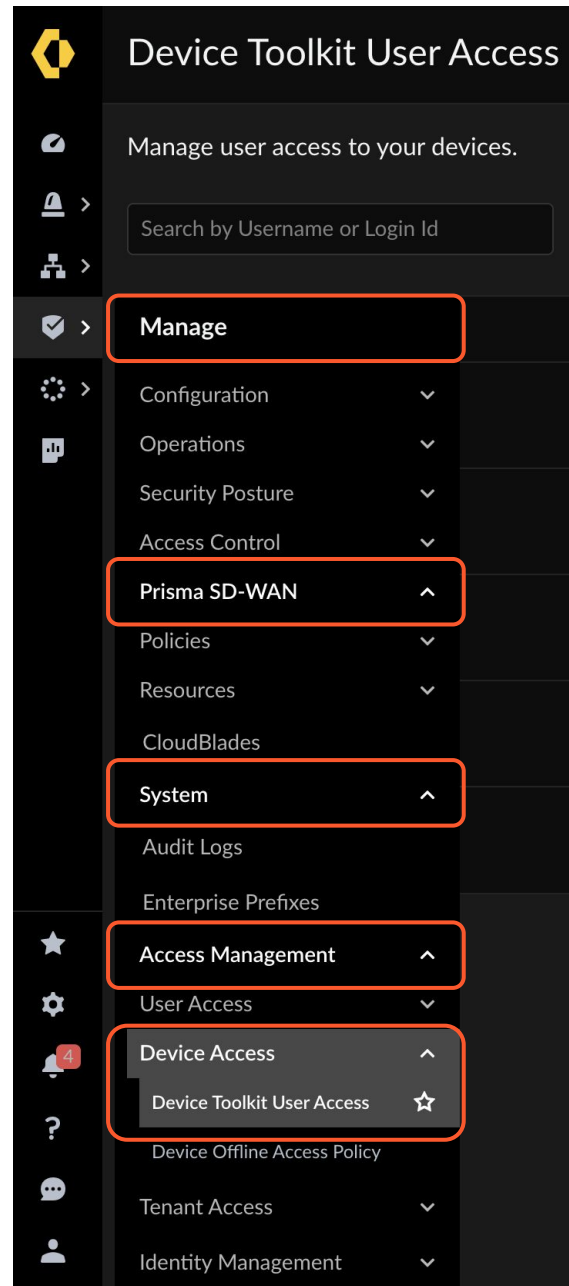 Device Toolkit User Access
Manage user access to your devices.
Search by Username or Login Id
Manage
Configuration
Operations
Security Posture
Access Control
Prisma SD-WAN
Policies
Resources
CloudBlades
System
Audit Logs
Enterprise Prefixes
Access Management
User Access
Device Access
4
Device Toolkit User Access
?
Device Offline Access Policy
Tenant Access
Identity Management